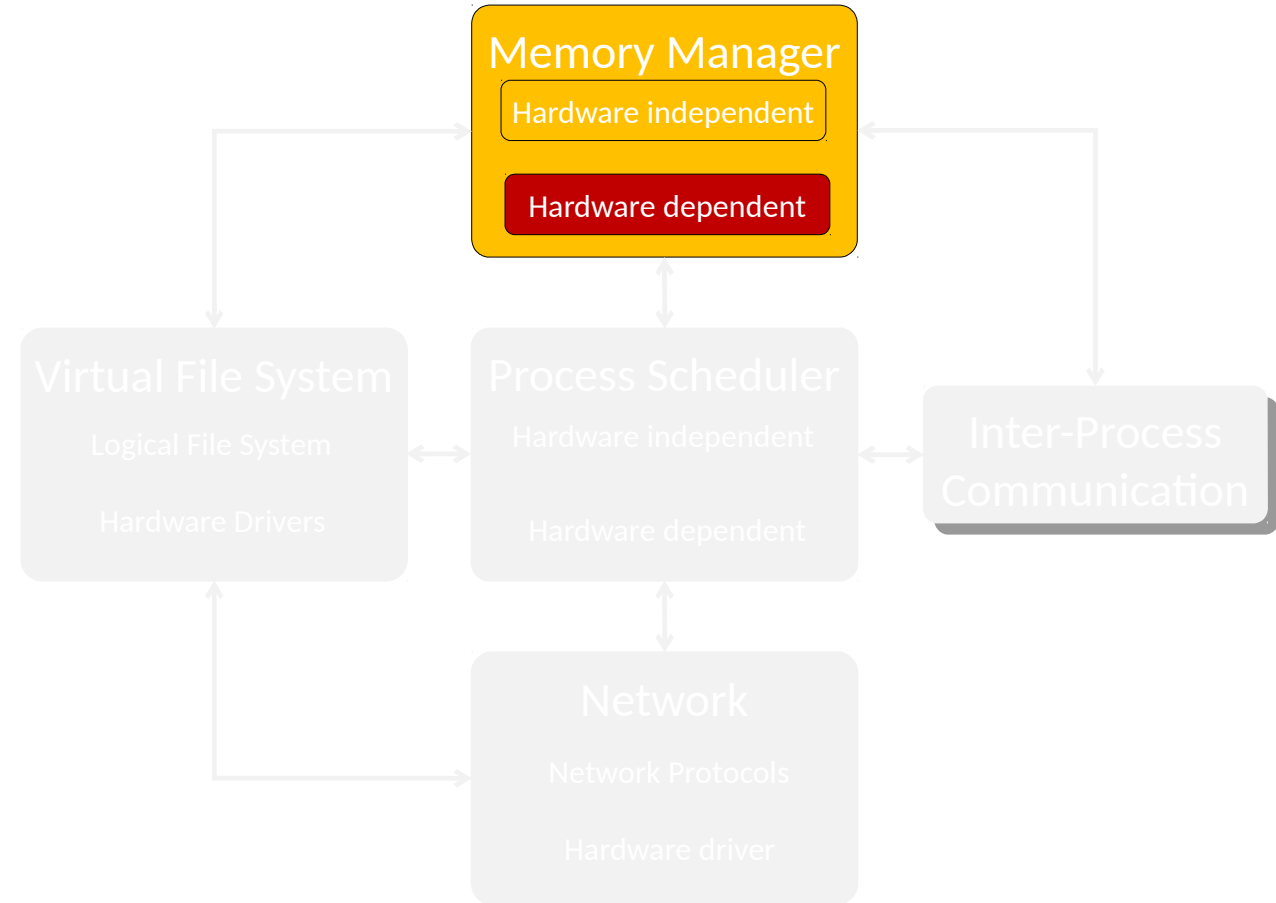 Memory Manager
Hardware independent
Hardware dependent
Virtual File System
Logical File System
Hardware Drivers
Process Scheduler
Hardware independent
Hardware dependent
Inter-Process
Communication
Network
Network Protocols
Hardware driver